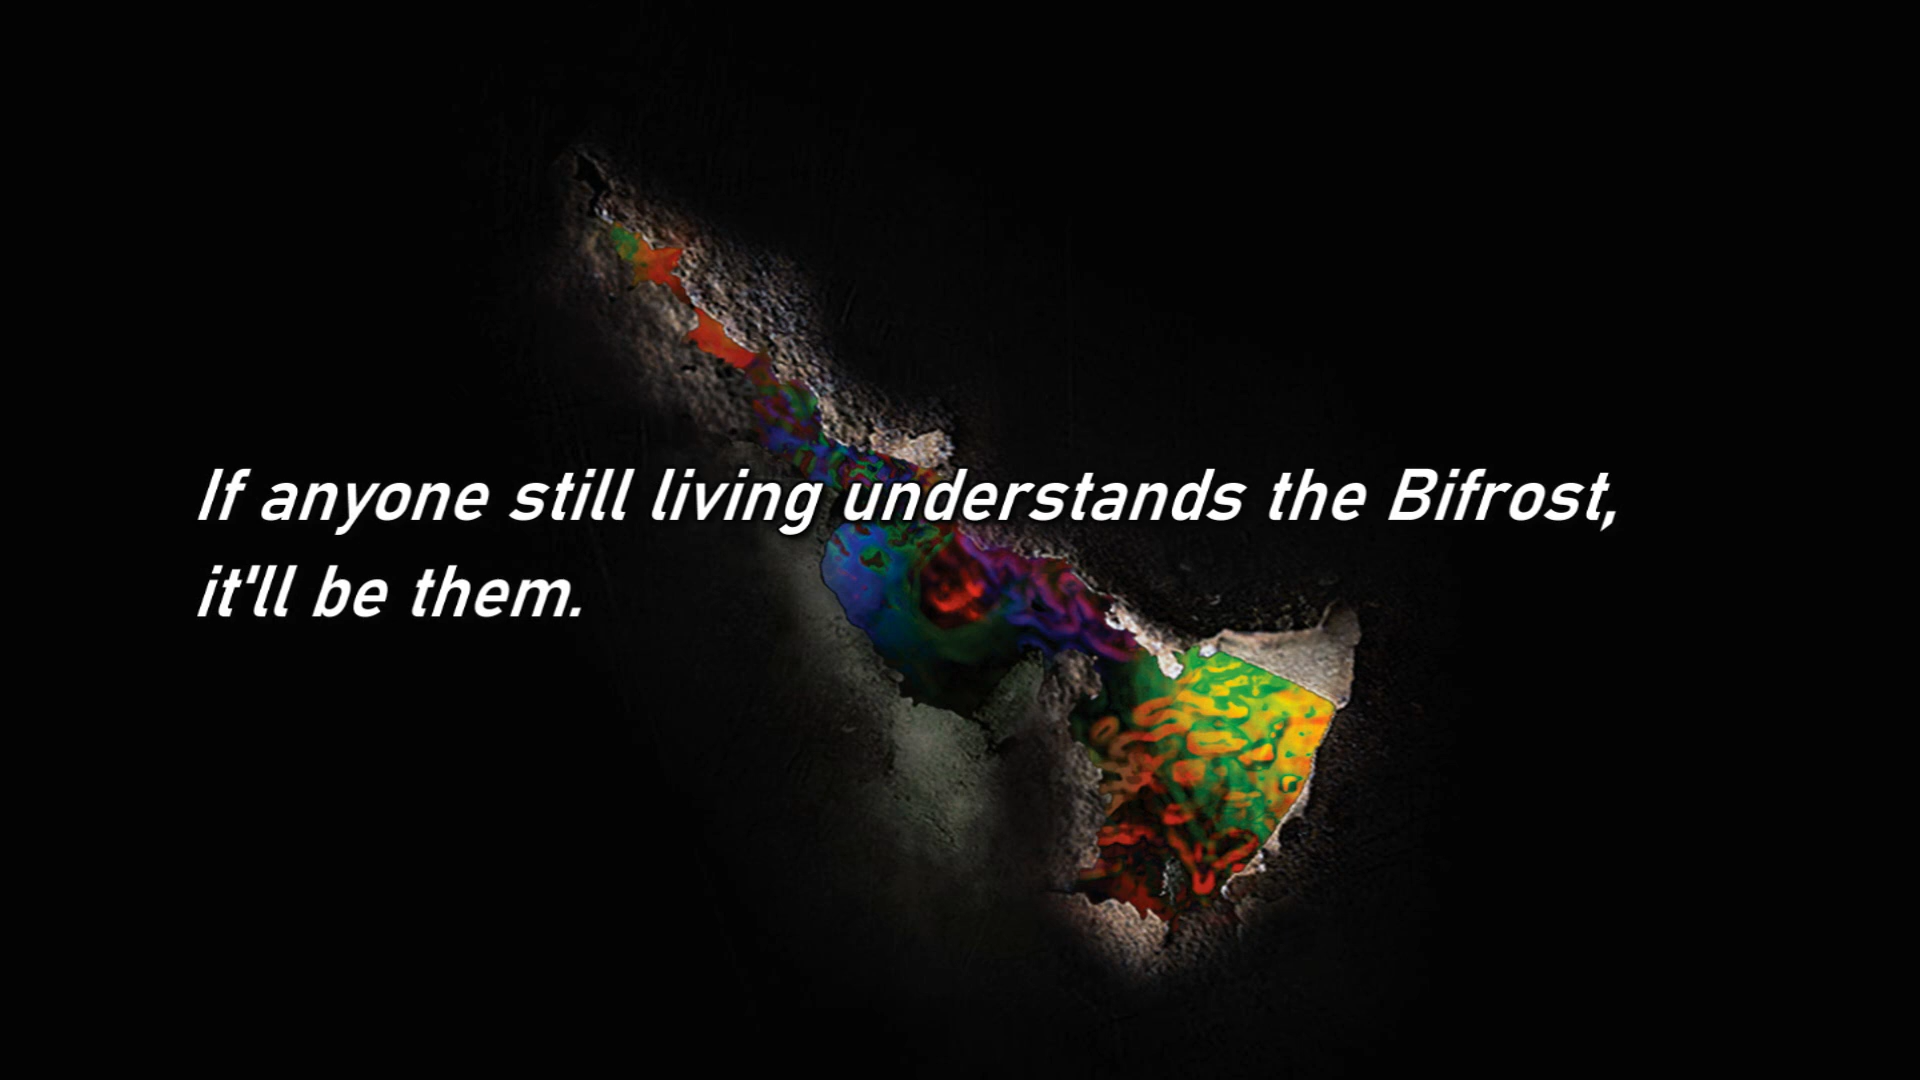 If anyone still living understands the Bifrost,
it'll be them.